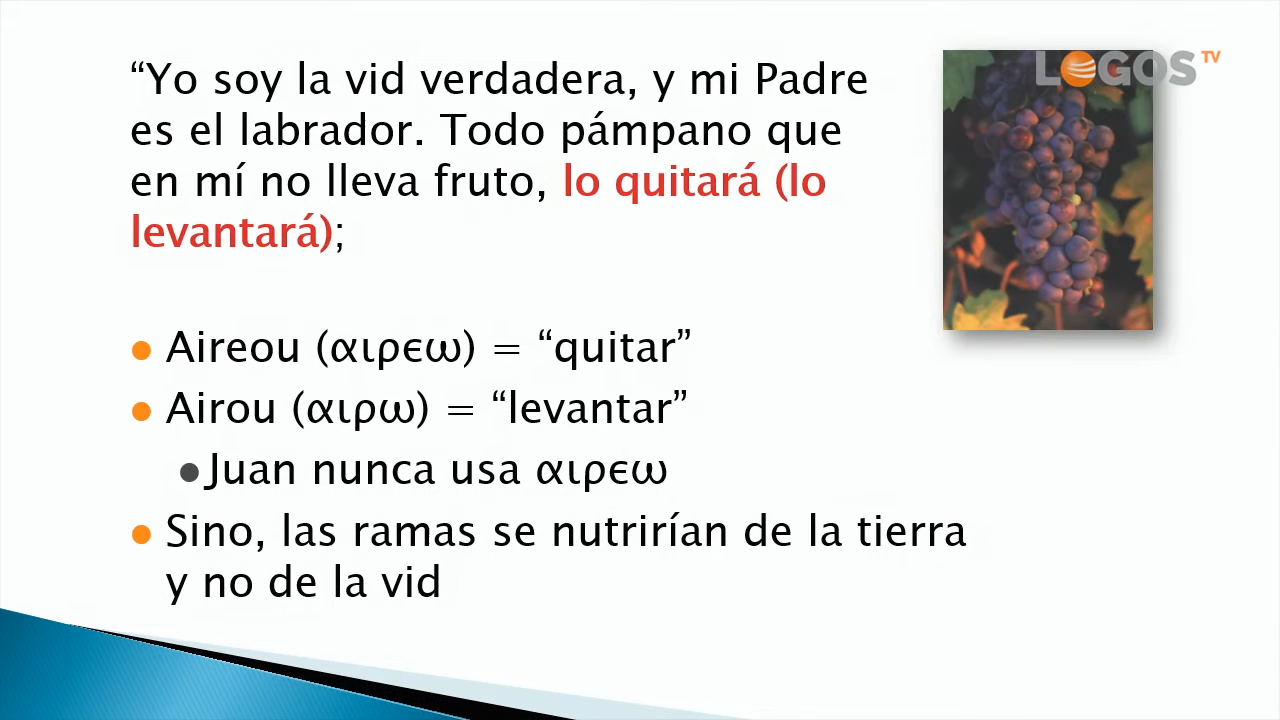 “Yo soy la vid verdadera, y mi Padre
es el labrador. Todo pámpano que
en mí no lleva fruto, lo quitará (lo
levantará);
LOGOS TV
Aireou (αιρεω) = “quitar”
Airou (αιρω) = “levantar”
Juan nunca usa αιρεω
Sino, las ramas se nutrirían de la tierra
y no de la vid